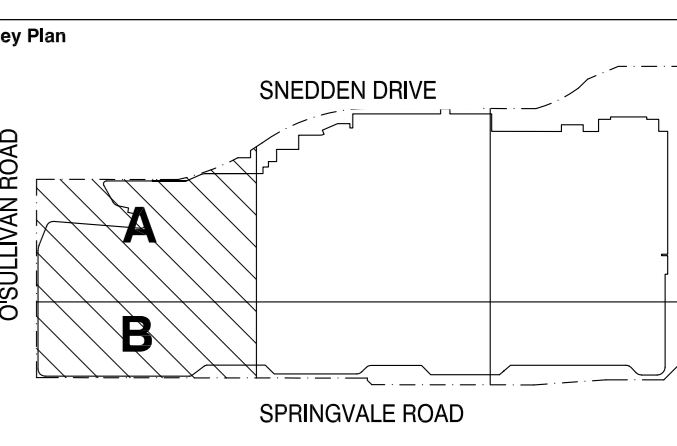 ey Plan
SNEDDEN DRIVE
O'SULLIVAN ROAD
A
B
SPRINGVALE ROAD